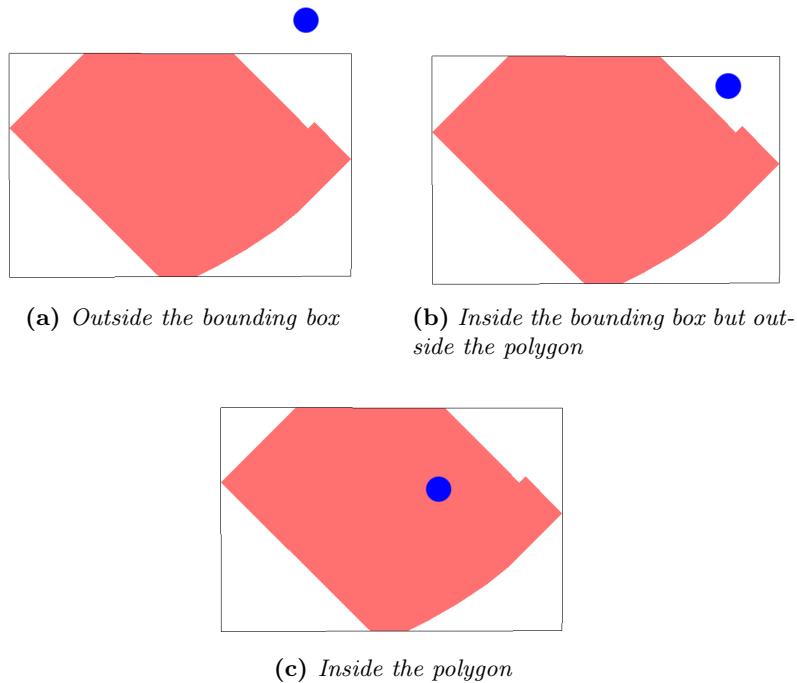 (a) Outside the bounding box
(b) Inside the bounding box but out-
side the polygon
(c) Inside the polygon